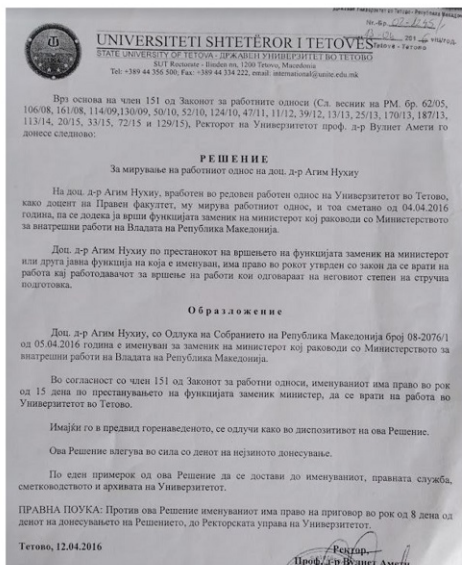 Nr.-Бр. 02-1255/1
2016
Tetovë - Тетово
UNIVERSITETI SHTETËROR I TETOVËS
STATE UNIVERSITY OF TETOVA - ДРЖАВЕН УНИВЕРЗИТЕТ ВО ТЕТОВО
SUT Rectorate - Ilinden nn, 1200 Tetovo, Macedonia
Tel: +389 44 356 500; Fax: +389 44 334 222, email: international@unite.edu.mk
Врз основа на член 151 од Законот за работните односи (Сл. весник на РМ. бр. 62/05,
106/08, 161/08, 114/09,130/09, 50/10, 52/10, 124/10, 47/11, 11/12, 39/12, 13/13, 25/13, 170/13, 187/13,
113/14, 20/15, 33/15, 72/15 и 129/15), Ректорот на Универзитетот проф. д-р Вулнет Амети го
донесе следново:
Р Е Ш Е Н И Е
За мирување на работниот однос на доц. д-р Агим Нухиу
На доц. д-р Агим Нухиу, вработен во редовен работен однос на Универзитетот во Тетово,
како доцент на Правен факултет, му мирува работниот однос, и тоа сметано од 04.04.2016
година, па се додека ја врши функцијата заменик на министерот кој раководи со Министерството
за внатрешни работи на Владата на Република Македонија.
Доц. д-р Агим Нухиу по престанокот на вршењето на функцијата заменик на министерот
или друга јавна функција на која е именуван, има право во рокот утврден со закон да се врати на
работа кај работодавачот за вршење на работи кои одговараат на неговиот степен на стручна
подготовка.
О б р а з л о ж е н и е
Доц. д-р Агим Нухиу, со Одлука на Собранието на Република Македонија број 08-2076/1
од 05.04.2016 година е именуван за заменик на министерот кој раководи со Министерството за
внатрешни работи на Владата на Република Македонија.
Во согласност со член 151 од Законот за работни односи, именуваниот има право во рок
од 15 дена по престанувањето на функцијата заменик министер, да се врати на работа во
Универзитетот во Тетово.
Имајќи го в предвид горенаведеното, се одлучи како во диспозитивот на ова Решение.
Ова Решение влегува во сила со денот на нејзиното донесување.
По еден примерок од ова Решение да се достави до именуваниот, правната служба,
сметководството и архивата на Универзитетот.
ПРАВНА ПОУКА: Против ова Решение именуваниот има право на приговор во рок од 8 дена од
денот на донесувањето на Решението, до Ректорската управа на Универзитетот.
Тетово, 12.04.2016
Ректор,
Проф. д-р Вулнет Амети